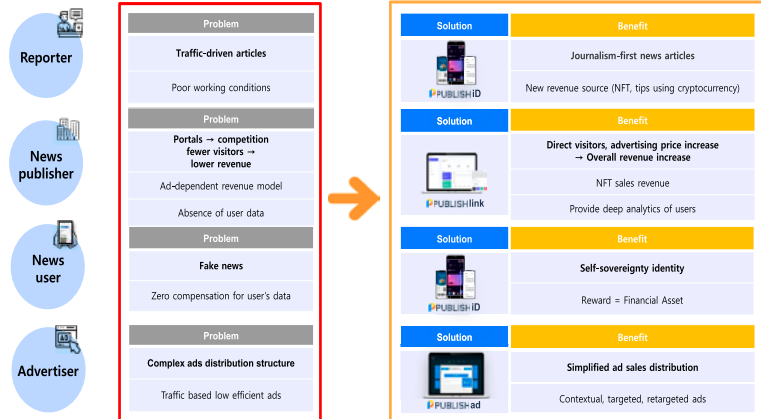 Reporter
Problem
Traffic-driven articles
Poor working conditions
Solution
PUBLISH iD
Benefit
Journalism-first news articles
New revenue source (NFT, tips using cryptocurrency)
News
publisher
Problem
Portals → competition
fewer visitors →
lower revenue
Ad-dependent revenue model
Absence of user data
Solution
PUBLISH link
Benefit
Direct visitors, advertising price increase
→ Overall revenue increase
NFT sales revenue
Provide deep analytics of users
News
user
Problem
Fake news
Zero compensation for user's data
Solution
PUBLISH iD
Benefit
Self-sovereignty identity
Reward = Financial Asset
Advertiser
AD
Problem
Complex ads distribution structure
Traffic based low efficient ads
Solution
PUBLISH ad
Benefit
Simplified ad sales distribution
Contextual, targeted, retargeted ads